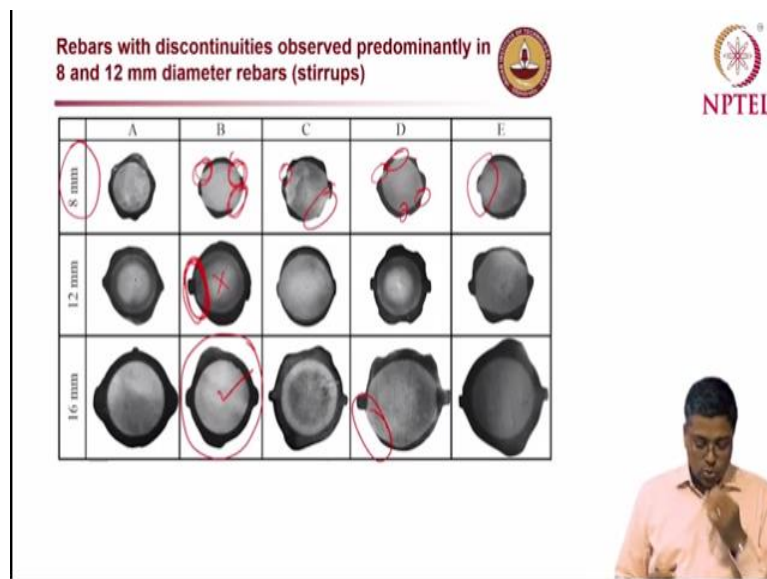 Rebars with discontinuities observed predominantly in
8 and 12 mm diameter rebars (stirrups)
®
NPTEL
A B C D E
8 mm
12 mm
16 mm